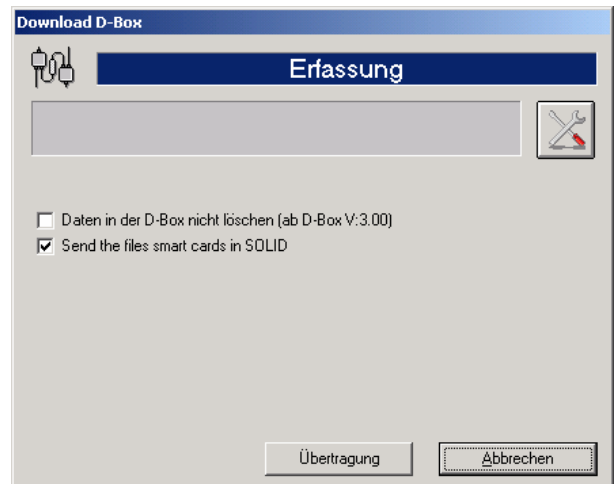 Download D-Box
Erfassung
Daten in der D-Box nicht löschen (ab D-Box V:3.00)
Send the files smart cards in SOLID
Übertragung
Abbrechen